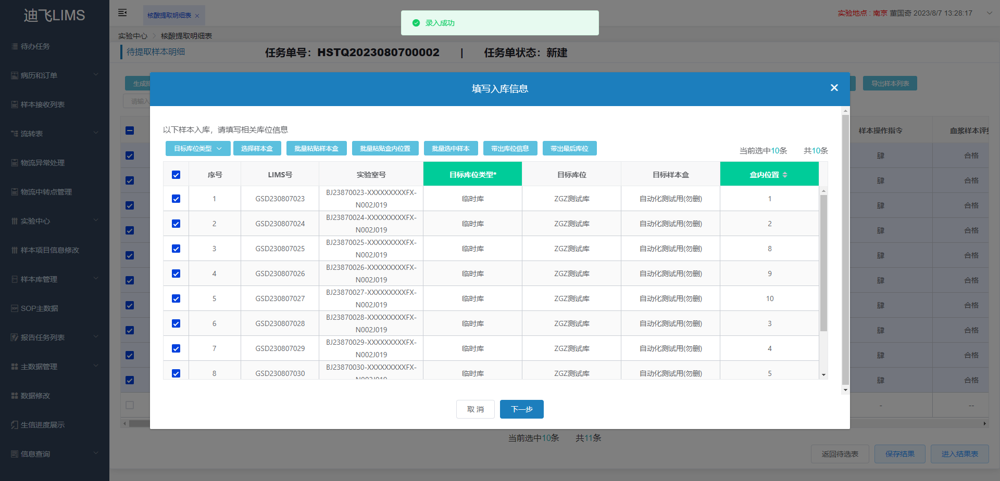 迪飞LIMS
核酸提取明细表
录入成功
实验地点 : 南京 董国奇 2023/8/7 13:28:17
实验中心 > 核酸提取明细表
待提取样本明细
任务单号：HSTQ2023080700002 | 任务单状态：新建
待办任务
病历和订单
样本接收列表
流转表
物流异常处理
物流中转点管理
实验中心
样本项目信息修改
样本库管理
SOP主数据
报告任务列表
主数据管理
数据修改
生信进度展示
信息查询
生成
导出样本列表
请输入
填写入库信息
以下样本入库，请填写相关库位信息
目标库位类型 选择样本盒 批量粘贴样本盒 批量粘贴盒内位置 批量选中样本 带出库位信息 带出最后库位
当前选中10条 共10条
序号 LIMS号 实验室号 目标库位类型* 目标库位 目标样本盒 盒内位置
1 GSD230807023 BJ23870023-XXXXXXXXXFX-N002J019 临时库 ZGZ测试库 自动化测试用(勿删) 1
2 GSD230807024 BJ23870024-XXXXXXXXXFX-N002J019 临时库 ZGZ测试库 自动化测试用(勿删) 2
3 GSD230807025 BJ23870025-XXXXXXXXXFX-N002J019 临时库 ZGZ测试库 自动化测试用(勿删) 8
4 GSD230807026 BJ23870026-XXXXXXXXXFX-N002J019 临时库 ZGZ测试库 自动化测试用(勿删) 9
5 GSD230807027 BJ23870027-XXXXXXXXXFX-N002J019 临时库 ZGZ测试库 自动化测试用(勿删) 10
6 GSD230807028 BJ23870028-XXXXXXXXXFX-N002J019 临时库 ZGZ测试库 自动化测试用(勿删) 3
7 GSD230807029 BJ23870029-XXXXXXXXXFX-N002J019 临时库 ZGZ测试库 自动化测试用(勿删) 4
8 GSD230807030 BJ23870030-XXXXXXXXXFX-N002J019 临时库 ZGZ测试库 自动化测试用(勿删) 5
取 消 下一步
样本操作指令 血浆样本评
肆 合格
肆 合格
肆 合格
肆 合格
肆 合格
肆 合格
肆 合格
肆 合格
肆 合格
肆 合格
- --
当前选中10条 共11条
返回待选表 保存结果 进入结果表